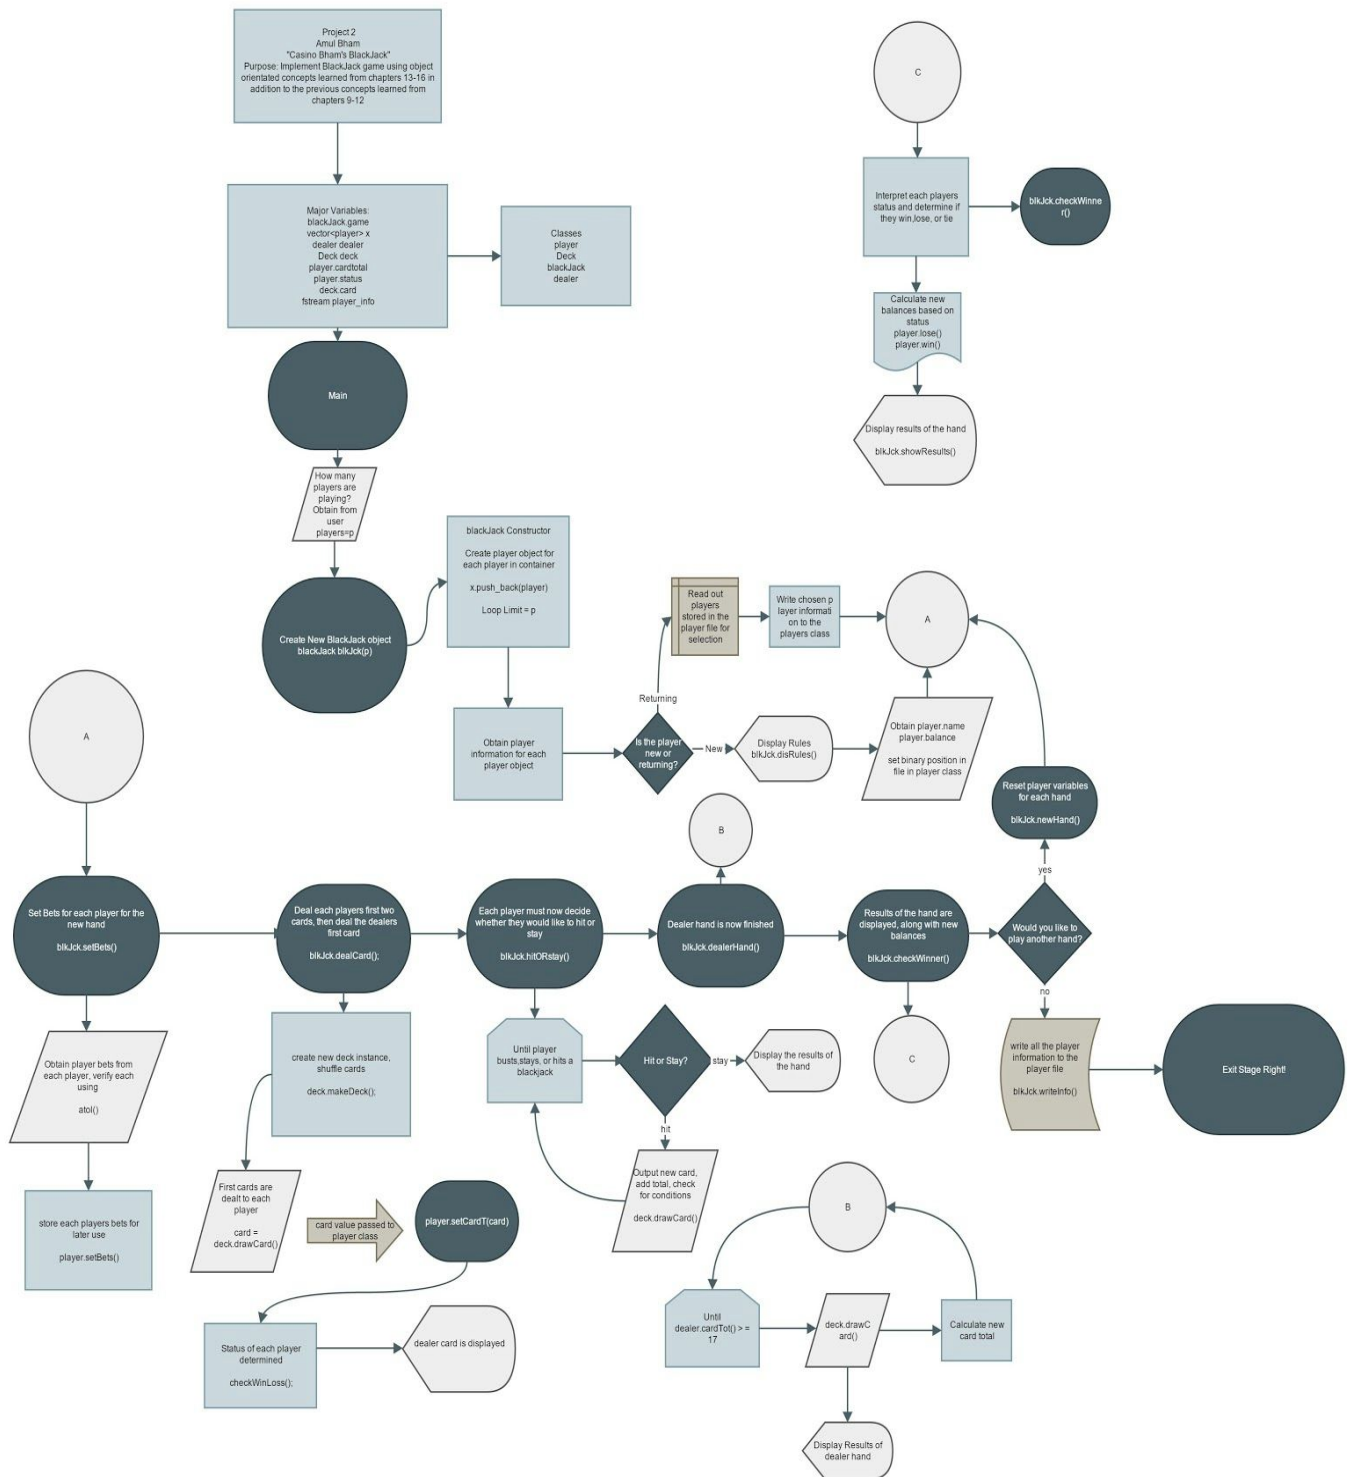 Project 2
Amul Bham
"Casino Bham's BlackJack"
Purpose: Implement BlackJack game using object
orientated concepts learned from chapters 13-16 in
addition to the previous concepts learned from
chapters 9-12
C
Major Variables:
blackJack.game
vector<player> x
dealer dealer
Deck deck
player.cardtotal
player.status
deck.card
fstream player_info
Classes
player
Deck
blackJack
dealer
Interpret each players
status and determine if
they win,lose, or tie
blkJck.checkWinne
r()
Calculate new
balances based on
status
player.lose()
player.win()
Display results of the hand
blkJck.showResults()
Main
How many
players are
playing?
Obtain from
user
players=p
Create New BlackJack object
blackJack blkJck(p)
blackJack Constructor
Create player object for
each player in container
x.push_back(player)
Loop Limit = p
Obtain player
information for each
player object
Is the player
new or
returning?
Returning
Read out
players
stored in the
player file for
selection
Write chosen p
layer informati
on to the
players class
A
New
Display Rules
blkJck.disRules()
Obtain player.name
player.balance
set binary position in
file in player class
Reset player variables
for each hand
blkJck.newHand()
yes
A
B
Set Bets for each player for the
new hand
blkJck.setBets()
Deal each players first two
cards, then deal the dealers
first card
blkJck.dealCard();
Each player must now decide
whether they would like to hit or
stay
blkJck.hitORstay()
Dealer hand is now finished
blkJck.dealerHand()
Results of the hand are
displayed, along with new
balances
blkJck.checkWinner()
Would you like to
play another hand?
no
Obtain player bets from
each player, verify each
using
atol()
store each players bets for
later use
player.setBets()
create new deck instance,
shuffle cards
deck.makeDeck();
First cards are
dealt to each
player
card =
deck.drawCard()
card value passed to
player class
player.setCardT(card)
Status of each player
determined
checkWinLoss();
dealer card is displayed
Until player
busts,stays, or hits a
blackjack
Hit or Stay?
stay
Display the results of
the hand
hit
Output new card,
add total, check
for conditions
deck.drawCard()
C
write all the player
information to the
player file
blkJck.writeInfo()
Exit Stage Right!
B
Until
dealer.cardTot() > =
17
deck.drawC
ard()
Calculate new
card total
Display Results of
dealer hand